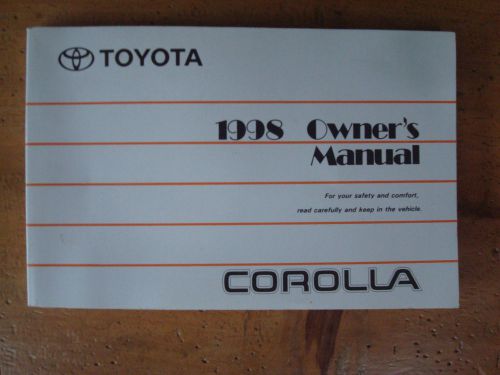 TOYOTA
1998 Owner's
Manual
For your safety and comfort,
read carefully and keep in the vehicle.
COROLLA